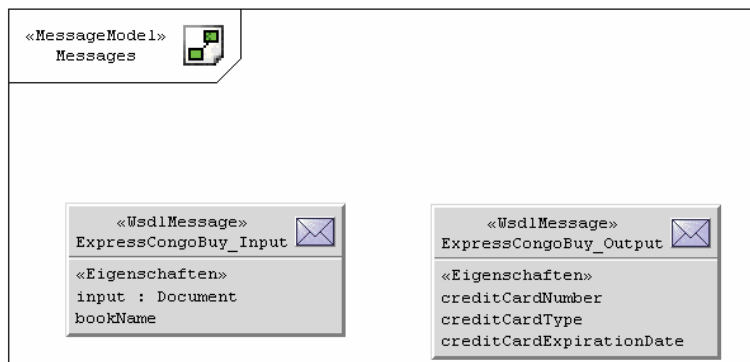 «MessageModel»
Messages
«WsdlMessage»
ExpressCongoBuy_Input
«Eigenschaften»
input : Document
bookName
«WsdlMessage»
ExpressCongoBuy_Output
«Eigenschaften»
creditCardNumber
creditCardType
creditCardExpirationDate